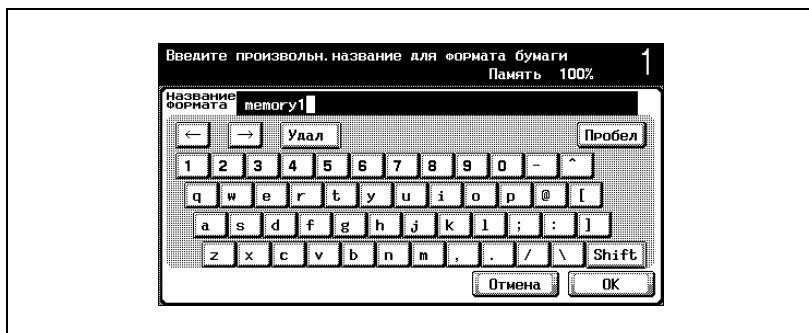 Введите произвольн.название для формата бумаги
Память 100% 1
Название
формата memory1
← → Удал Пробел
1 2 3 4 5 6 7 8 9 0 - ^
q w e r t y u i o p @ [
a s d f g h j k l ; : ]
z x c v b n m , . / \ Shift
Отмена OK